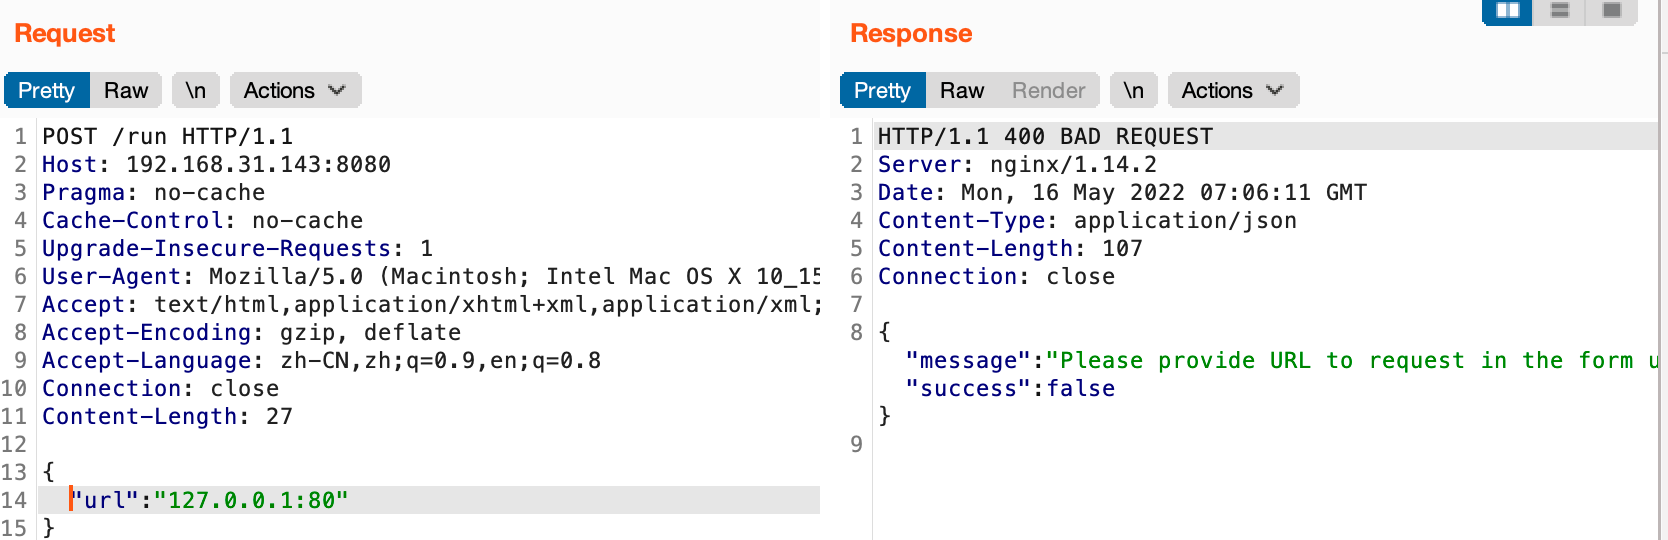 Request
Pretty Raw \n Actions
1 POST /run HTTP/1.1
2 Host: 192.168.31.143:8080
3 Pragma: no-cache
4 Cache-Control: no-cache
5 Upgrade-Insecure-Requests: 1
6 User-Agent: Mozilla/5.0 (Macintosh; Intel Mac OS X 10_15
7 Accept: text/html,application/xhtml+xml,application/xml;
8 Accept-Encoding: gzip, deflate
9 Accept-Language: zh-CN,zh;q=0.9,en;q=0.8
10 Connection: close
11 Content-Length: 27
12
13 {
14 "url":"127.0.0.1:80"
15 }
Response
Pretty Raw Render \n Actions
1 HTTP/1.1 400 BAD REQUEST
2 Server: nginx/1.14.2
3 Date: Mon, 16 May 2022 07:06:11 GMT
4 Content-Type: application/json
5 Content-Length: 107
6 Connection: close
7
8 {
"message":"Please provide URL to request in the form u
"success":false
}
9